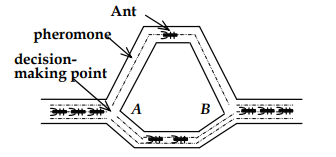 Ant
pheromone
decision-
making point
A
B